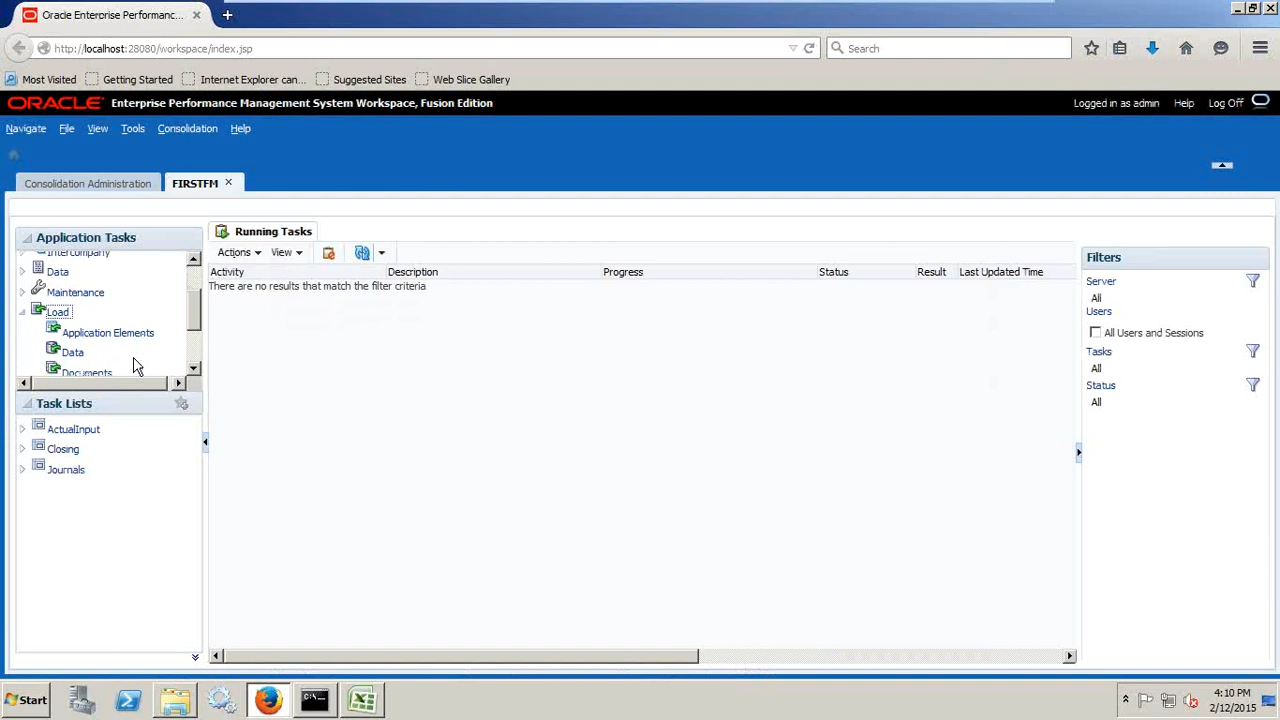 Oracle Enterprise Performanc...
http://localhost:28080/workspace/index.jsp
Search
Most Visited
Getting Started
Internet Explorer can...
Suggested Sites
Web Slice Gallery
ORACLE Enterprise Performance Management System Workspace, Fusion Edition
Logged in as admin
Help
Log Off
Navigate
File
View
Tools
Consolidation
Help
Consolidation Administration
FIRSTFM
Application Tasks
Intercompany
Data
Maintenance
Load
Application Elements
Data
Documents
Task Lists
ActualInput
Closing
Journals
Running Tasks
Actions
View
Activity
Description
Progress
Status
Result
Last Updated Time
There are no results that match the filter criteria
Filters
Server
All
Users
All Users and Sessions
Tasks
All
Status
All
Start
C:\.
4:10 PM
2/12/2015